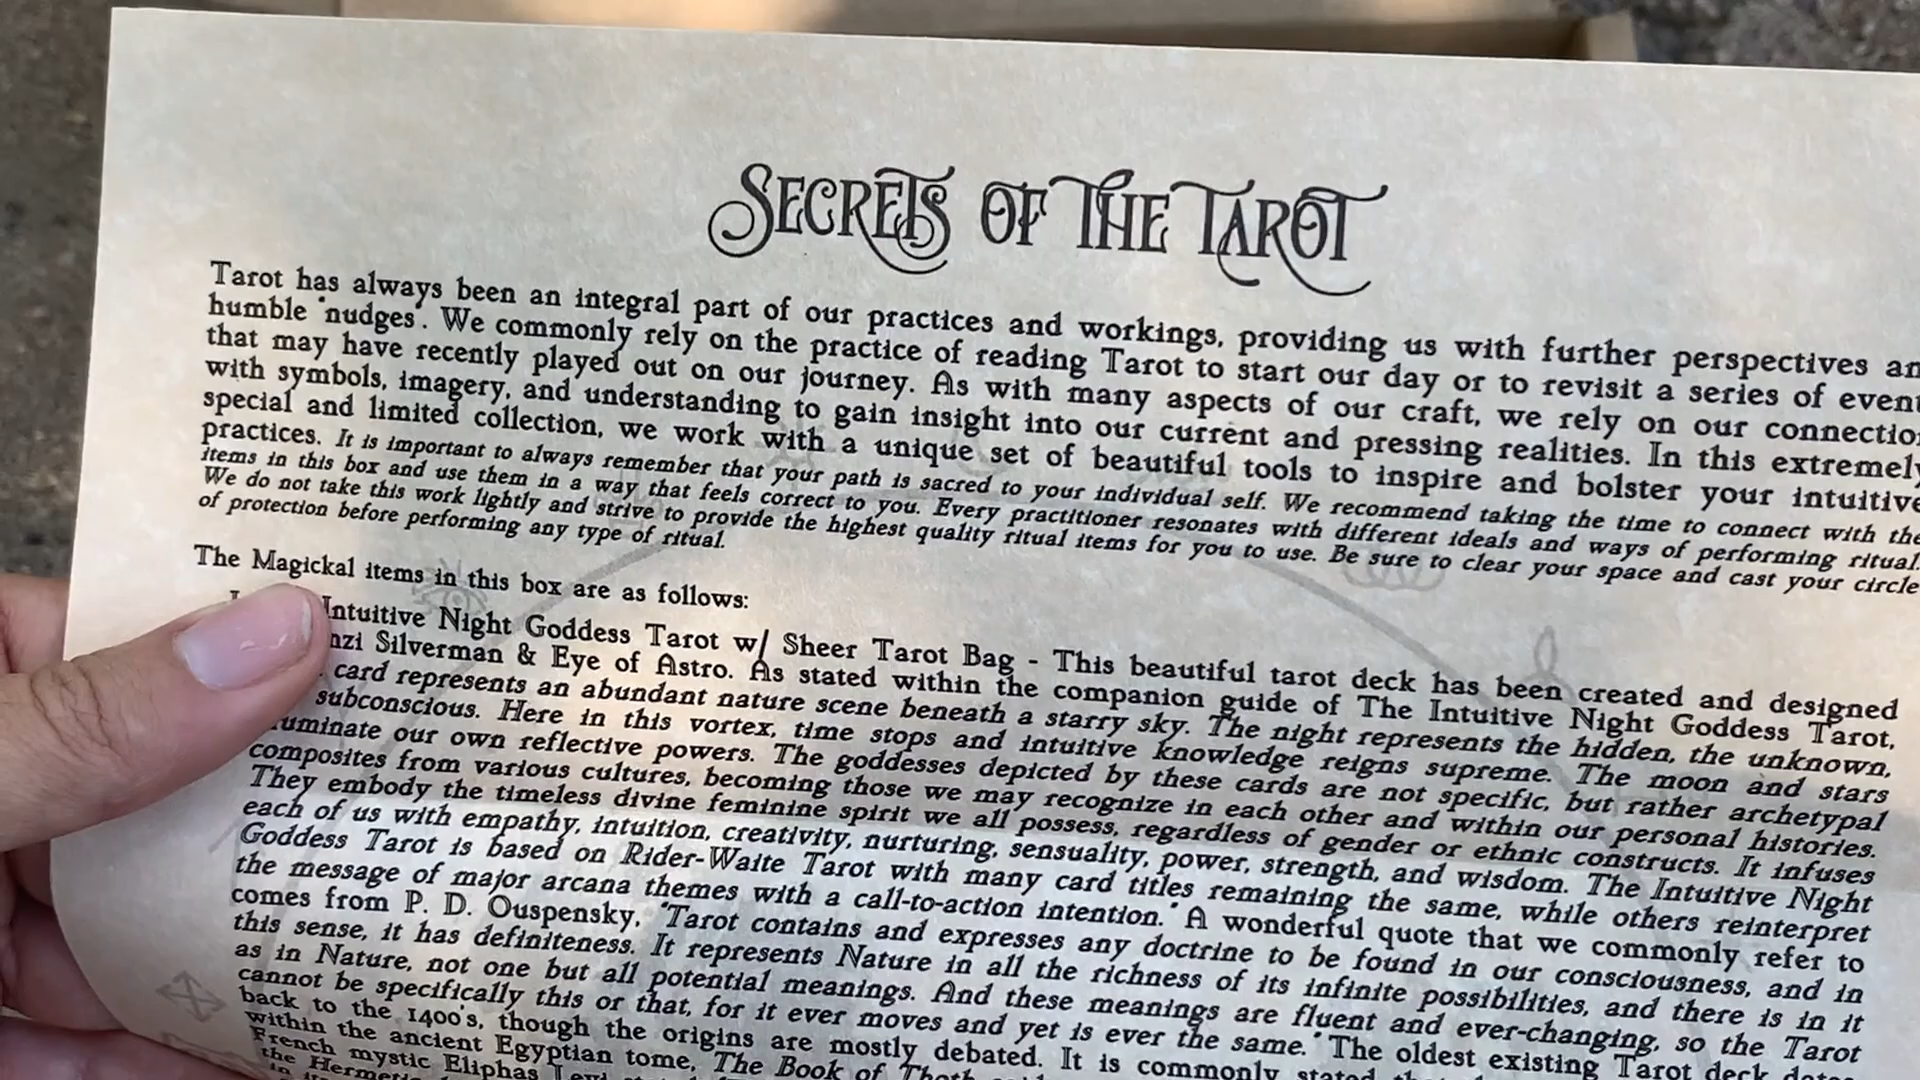 SECRETS OF THE TAROT
Tarot has always been an integral part of our practices and workings, providing us with further perspectives
humble 'nudges'. We commonly rely on the practice of reading Tarot to start our day or to revisit a series of
that may have recently played out on our journey. As with many aspects of our craft, we rely on our
with symbols, imagery, and understanding to gain insight into our current and pressing realities. In this
special and limited collection, we work with a unique set of beautiful tools to inspire and bolster your
practices. It is important to always remember that your path is sacred to your individual self. We recommend taking the time to connect with
items in this box and use them in a way that feels correct to you. Every practitioner resonates with different ideals and ways of performing ritual.
We do not take this work lightly and strive to provide the highest quality ritual items for you to use. Be sure to clear your space and cast your circle
of protection before performing any type of ritual.
The Magickal items in this box are as follows:
Intuitive Night Goddess Tarot w/ Sheer Tarot Bag - This beautiful tarot deck has been created and designed
Silverman & Eye of Astro. As stated within the companion guide of The Intuitive Night Goddess Tarot,
card represents an abundant nature scene beneath a starry sky. The night represents the hidden, the unknown,
subconscious. Here in this vortex, time stops and intuitive knowledge reigns supreme. The moon and stars
our own reflective powers. The goddesses depicted by these cards are not specific, but rather archetypal
composites from various cultures, becoming those we may recognize in each other and within our personal histories.
They embody the timeless divine feminine spirit we all possess, regardless of gender or ethnic constructs. It infuses
each of us with empathy, intuition, creativity, nurturing, sensuality, power, strength, and wisdom. The Intuitive Night
Goddess Tarot is based on Rider-Waite Tarot with many card titles remaining the same, while others reinterpret
the message of major arcana themes with a call-to-action intention.' A wonderful quote that we commonly refer to
comes from P. D. Ouspensky, 'Tarot contains and expresses any doctrine to be found in our consciousness, and in
this sense, it has definiteness. It represents Nature in all the richness of its infinite possibilities, and there is in it
as in Nature, not one but all potential meanings. And these meanings are fluent and ever-changing, so the Tarot
cannot be specifically this or that, for it ever moves and yet is ever the same.' The oldest existing Tarot deck
back to the 1400's, though the origins are mostly debated. It is commonly stated
within the ancient Egyptian tome, The Book of Thoth
French mystic Eliphas Levi
the